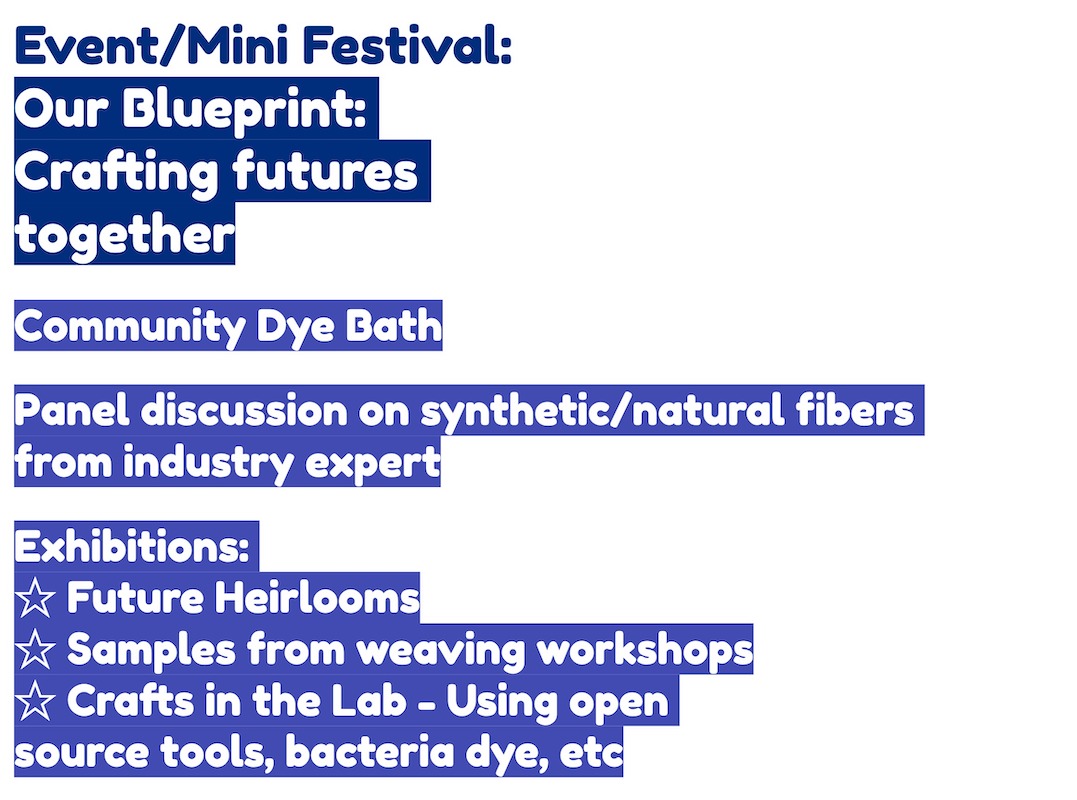 Event/Mini Festival:
Our Blueprint:
Crafting futures
together
Community Dye Bath
Panel discussion on synthetic/natural fibers
from industry expert
Exhibitions:
☆ Future Heirlooms
☆ Samples from weaving workshops
☆ Crafts in the Lab - Using open
source tools, bacteria dye, etc